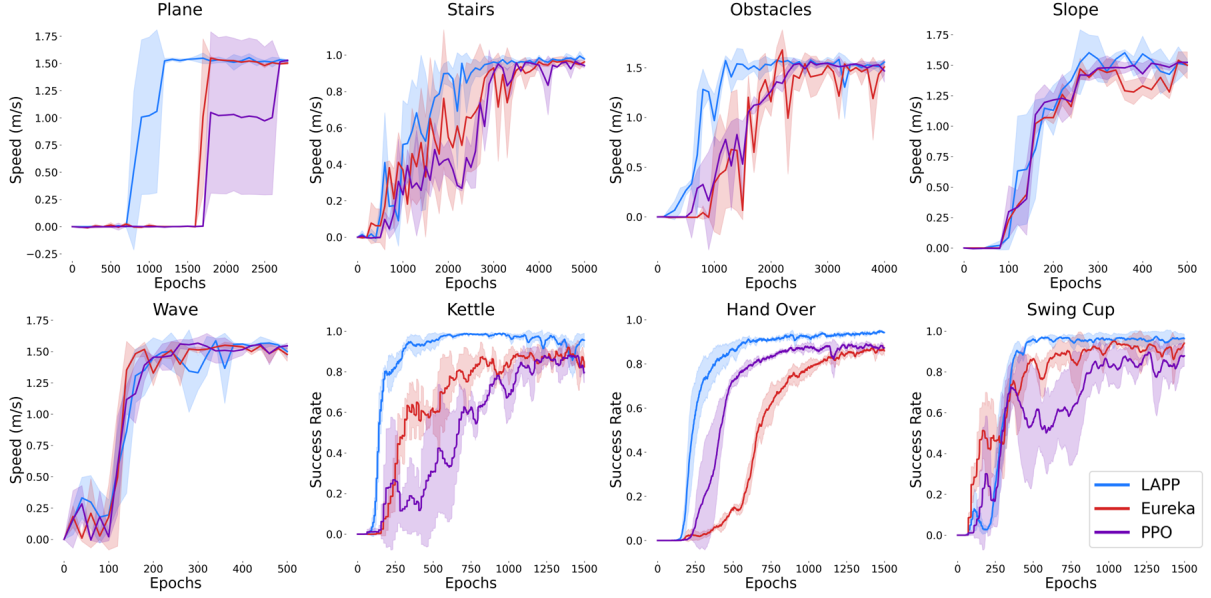 Plane
Stairs
Obstacles
Slope
1.75
1.50
1.25
1.00
0.75
0.50
0.25
0.00
−0.25
Speed (m/s)
0 500 1000 1500 2000 2500
Epochs
1.0
0.8
0.6
0.4
0.2
0.0
Speed (m/s)
0 1000 2000 3000 4000 5000
Epochs
1.5
1.0
0.5
0.0
Speed (m/s)
0 1000 2000 3000 4000
Epochs
1.75
1.50
1.25
1.00
0.75
0.50
0.25
0.00
Speed (m/s)
0 100 200 300 400 500
Epochs
Wave
Kettle
Hand Over
Swing Cup
1.75
1.50
1.25
1.00
0.75
0.50
0.25
0.00
Speed (m/s)
0 100 200 300 400 500
Epochs
1.0
0.8
0.6
0.4
0.2
0.0
Success Rate
0 250 500 750 1000 1250 1500
Epochs
1.0
0.8
0.6
0.4
0.2
0.0
Success Rate
0 250 500 750 1000 1250 1500
Epochs
1.0
0.8
0.6
0.4
0.2
0.0
Success Rate
0 250 500 750 1000 1250 1500
Epochs
LAPP
Eureka
PPO